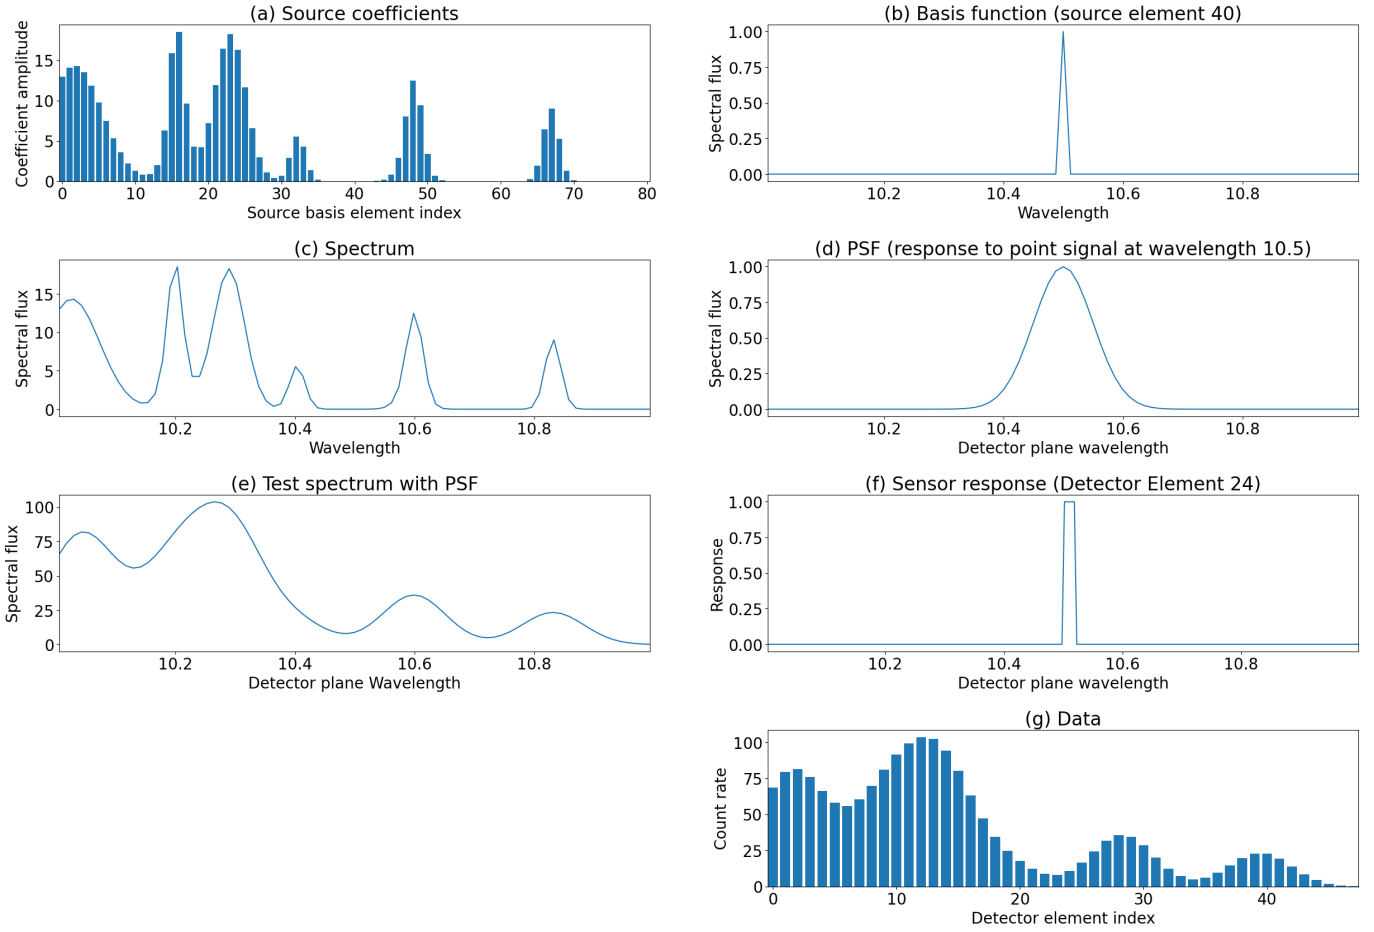 (a) Source coefficients
Coefficient amplitude
15
10
5
0
0 10 20 30 40 50 60 70 80
Source basis element index
(b) Basis function (source element 40)
Spectral flux
1.00
0.75
0.50
0.25
0.00
10.2 10.4 10.6 10.8
Wavelength
(c) Spectrum
Spectral flux
15
10
5
0
10.2 10.4 10.6 10.8
Wavelength
(d) PSF (response to point signal at wavelength 10.5)
Spectral flux
1.00
0.75
0.50
0.25
0.00
10.2 10.4 10.6 10.8
Detector plane wavelength
(e) Test spectrum with PSF
Spectral flux
100
75
50
25
0
10.2 10.4 10.6 10.8
Detector plane Wavelength
(f) Sensor response (Detector Element 24)
Response
1.00
0.75
0.50
0.25
0.00
10.2 10.4 10.6 10.8
Detector plane wavelength
(g) Data
Count rate
100
75
50
25
0
0 10 20 30 40
Detector element index